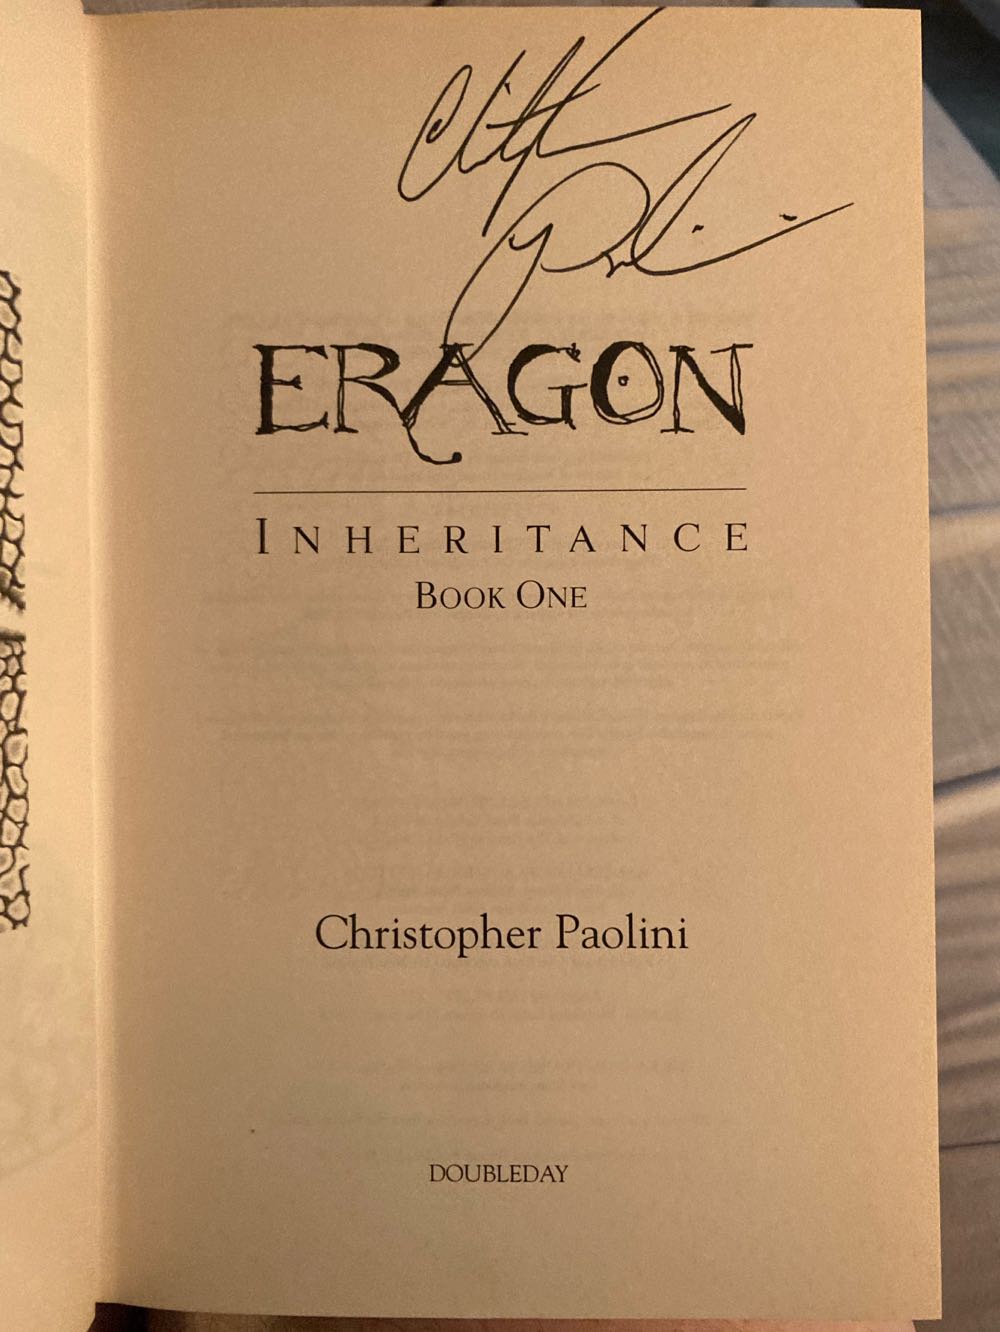 ERAGON
INHERITANCE
BOOK ONE
Christopher Paolini
DOUBLEDAY